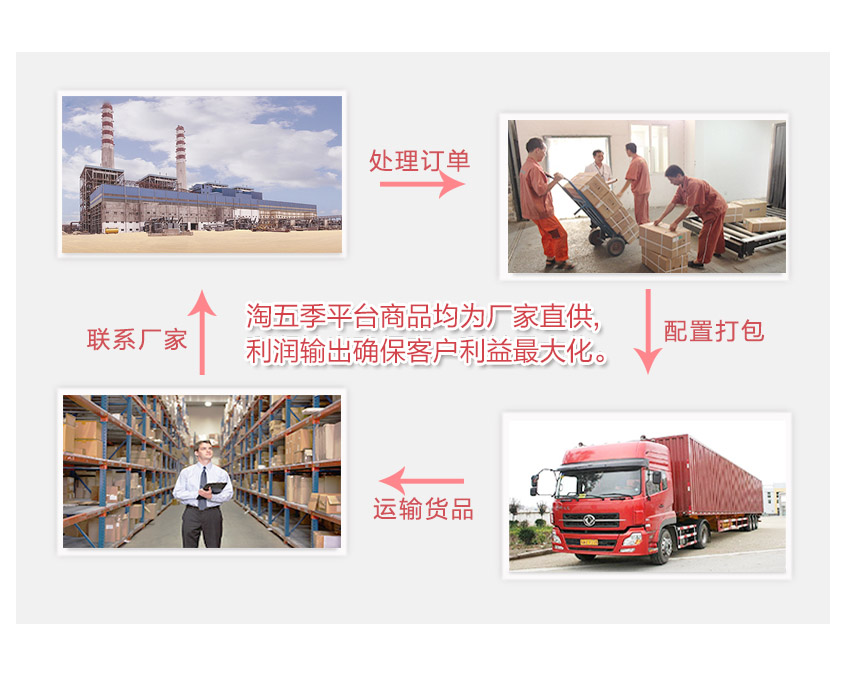 处理订单
淘五季平台商品均为厂家直供,
利润输出确保客户利益最大化。
联系厂家
配置打包
运输货品